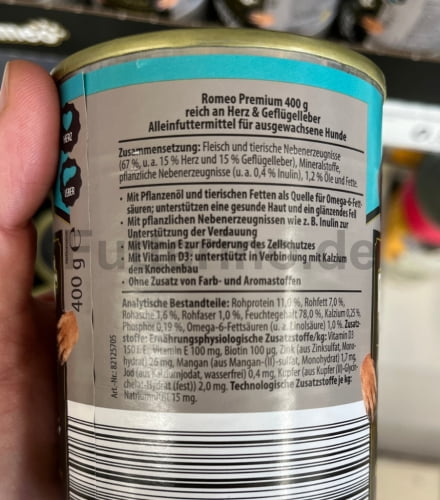 Romeo Premium 400 g
reich an Herz & Geflügelleber
Alleinfuttermittel für ausgewachsene Hunde
Zusammensetzung: Fleisch und tierische Nebenerzeugnisse
(67 %, u. a. 15 % Herz und 15 % Geflügelleber), Mineralstoffe,
pflanzliche Nebenerzeugnisse (u. a. 0,4 % Inulin), 1,2 % Öle und Fette.
• Mit Pflanzenöl und tierischen Fetten als Quelle für Omega-6-Fett-
säuren; unterstützen eine gesunde Haut und ein glänzendes Fell
• Mit pflanzlichen Nebenerzeugnissen wie z. B. Inulin zur
Unterstützung der Verdauung
• Mit Vitamin E zur Förderung des Zellschutzes
• Mit Vitamin D3: unterstützt in Verbindung mit Kalzium
den Knochenbau
• Ohne Zusatz von Farb- und Aromastoffen
Analytische Bestandteile: Rohprotein 11,0 %, Rohfett 7,0 %,
Rohasche 1,6 %, Rohfaser 1,0 %, Feuchtegehalt 78,0 %, Kalzium 0,25 %,
Phosphor 0,19 %, Omega-6-Fettsäuren (u. a. Linolsäure) 1,0 %. Zusatz-
stoffe: Ernährungsphysiologische Zusatzstoffe/kg: Vitamin D3
150 I.E., Vitamin E 100 mg, Biotin 100 µg, Zink (aus Zinksulfat, Mono-
hydrat) 26 mg, Mangan (aus Mangan-(II)-sulfat, Monohydrat) 1,7 mg,
Jod (aus Kaliumjodat, wasserfrei) 0,4 mg, Kupfer (aus Kupfer-(II)-Glycin-
chelat-Hydrat (fest)) 2,0 mg. Technologische Zusatzstoffe je kg:
15 mg.
HERZ
LEBER
400 g e
Art.-Nr.: 82125705